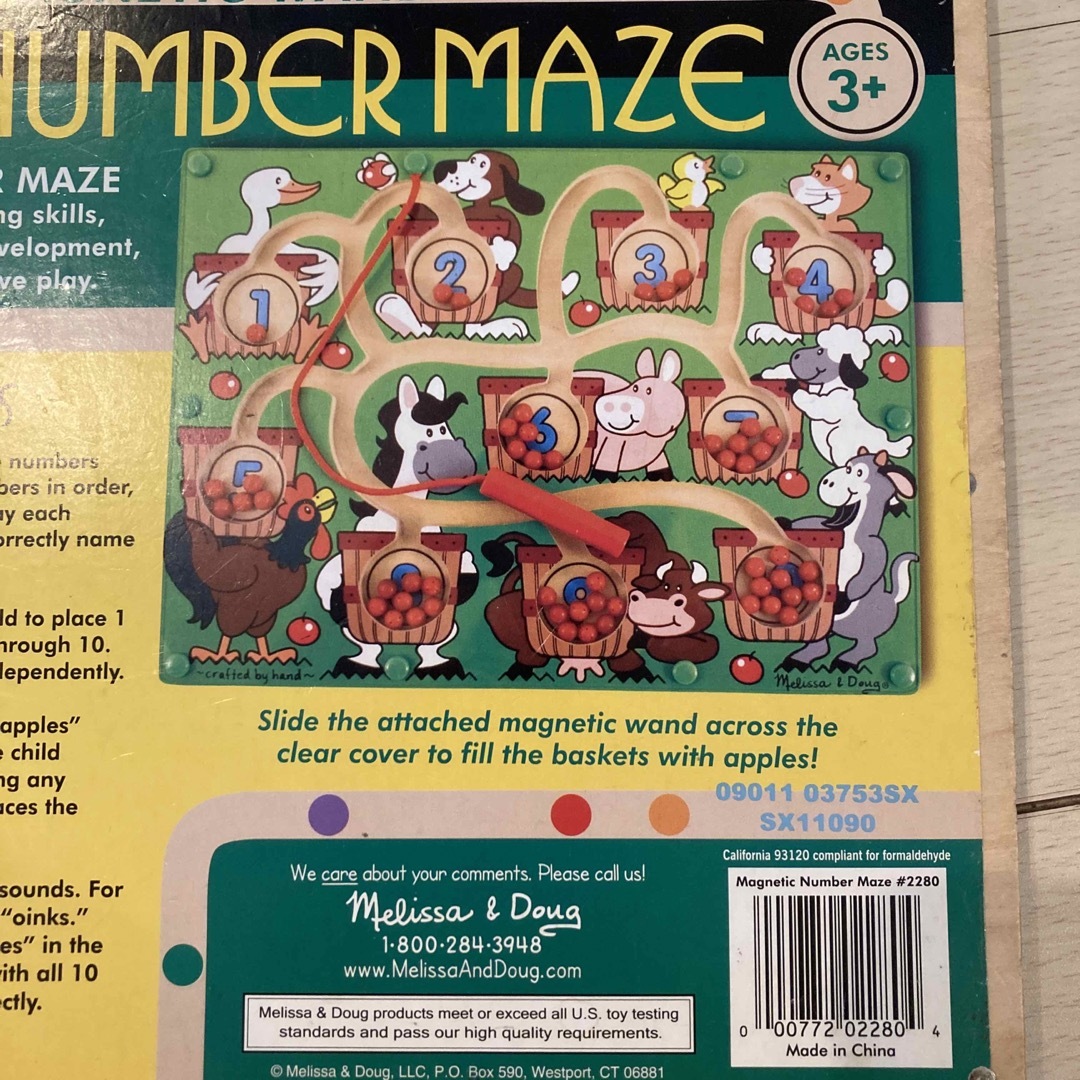 NUMBER MAZE
AGES
3+
R MAZE
ng skills,
velopment,
ve play.
1
2
3
4
5
6
7
~crafted by hand~
Melissa & Doug®
numbers
bers in order,
ay each
orrectly name
ld to place 1
hrough 10.
dependently.
apples”
e child
ng any
aces the
sounds. For
“oinks.”
es” in the
with all 10
ctly.
Slide the attached magnetic wand across the
clear cover to fill the baskets with apples!
09011 03753SX
SX11090
California 93120 compliant for formaldehyde
Magnetic Number Maze #2280
0 00772 02280 4
Made in China
We care about your comments. Please call us!
Melissa & Doug
1·800·284·3948
www.MelissaAndDoug.com
Melissa & Doug products meet or exceed all U.S. toy testing
standards and pass our high quality requirements.
© Melissa & Doug, LLC, P.O. Box 590, Westport, CT 06881